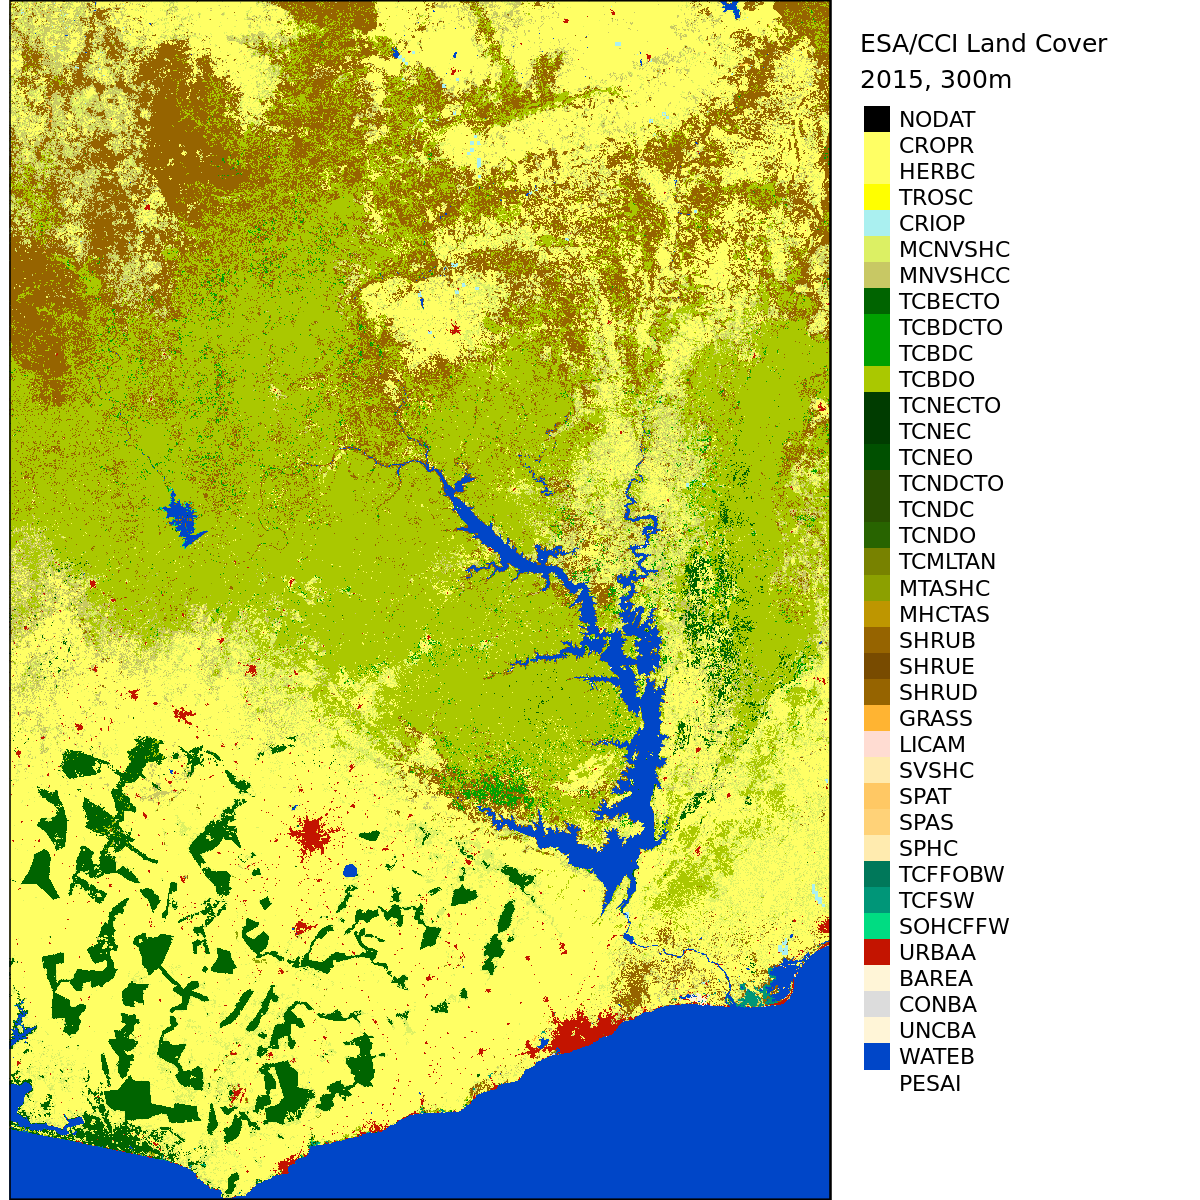 ESA/CCI Land Cover
2015, 300m
NODAT
CROPR
HERBC
TROSC
CRIOP
MCNVSHC
MNVSHCC
TCBECTO
TCBDCTO
TCBDC
TCBDO
TCNECTO
TCNEC
TCNEO
TCNDCTO
TCNDC
TCNDO
TCMLTAN
MTASHC
MHCTAS
SHRUB
SHRUE
SHRUD
GRASS
LICAM
SVSHC
SPAT
SPAS
SPHC
TCFFOBW
TCFSW
SOHCFFW
URBAA
BAREA
CONBA
UNCBA
WATEB
PESAI